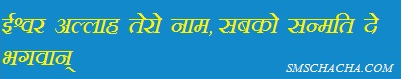 ईश्वर अल्लाह तेरो नाम, सबको सन्मति दे
भगवान्
SMSCHACHA.COM